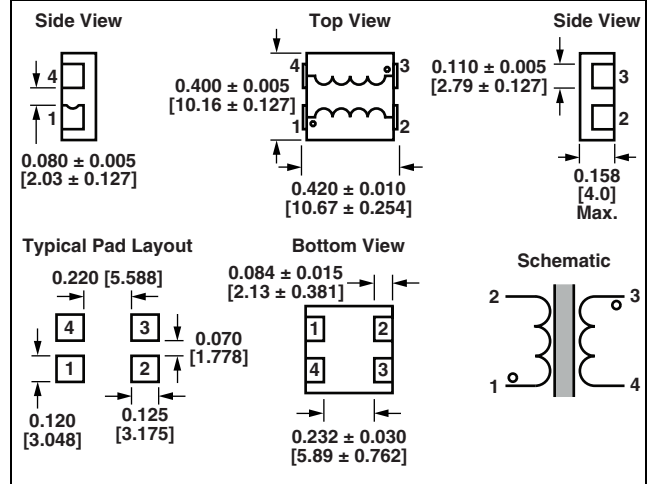 Side View
4
1
0.080 ± 0.005
[2.03 ± 0.127]
Top View
0.400 ± 0.005
[10.16 ± 0.127]
4
3
1
2
0.420 ± 0.010
[10.67 ± 0.254]
Side View
0.110 ± 0.005
[2.79 ± 0.127]
3
2
0.158
[4.0]
Max.
Typical Pad Layout
0.220 [5.588]
4
3
1
2
0.070
[1.778]
0.120
[3.048]
0.125
[3.175]
Bottom View
0.084 ± 0.015
[2.13 ± 0.381]
1
2
4
3
0.232 ± 0.030
[5.89 ± 0.762]
Schematic
2
3
1
4